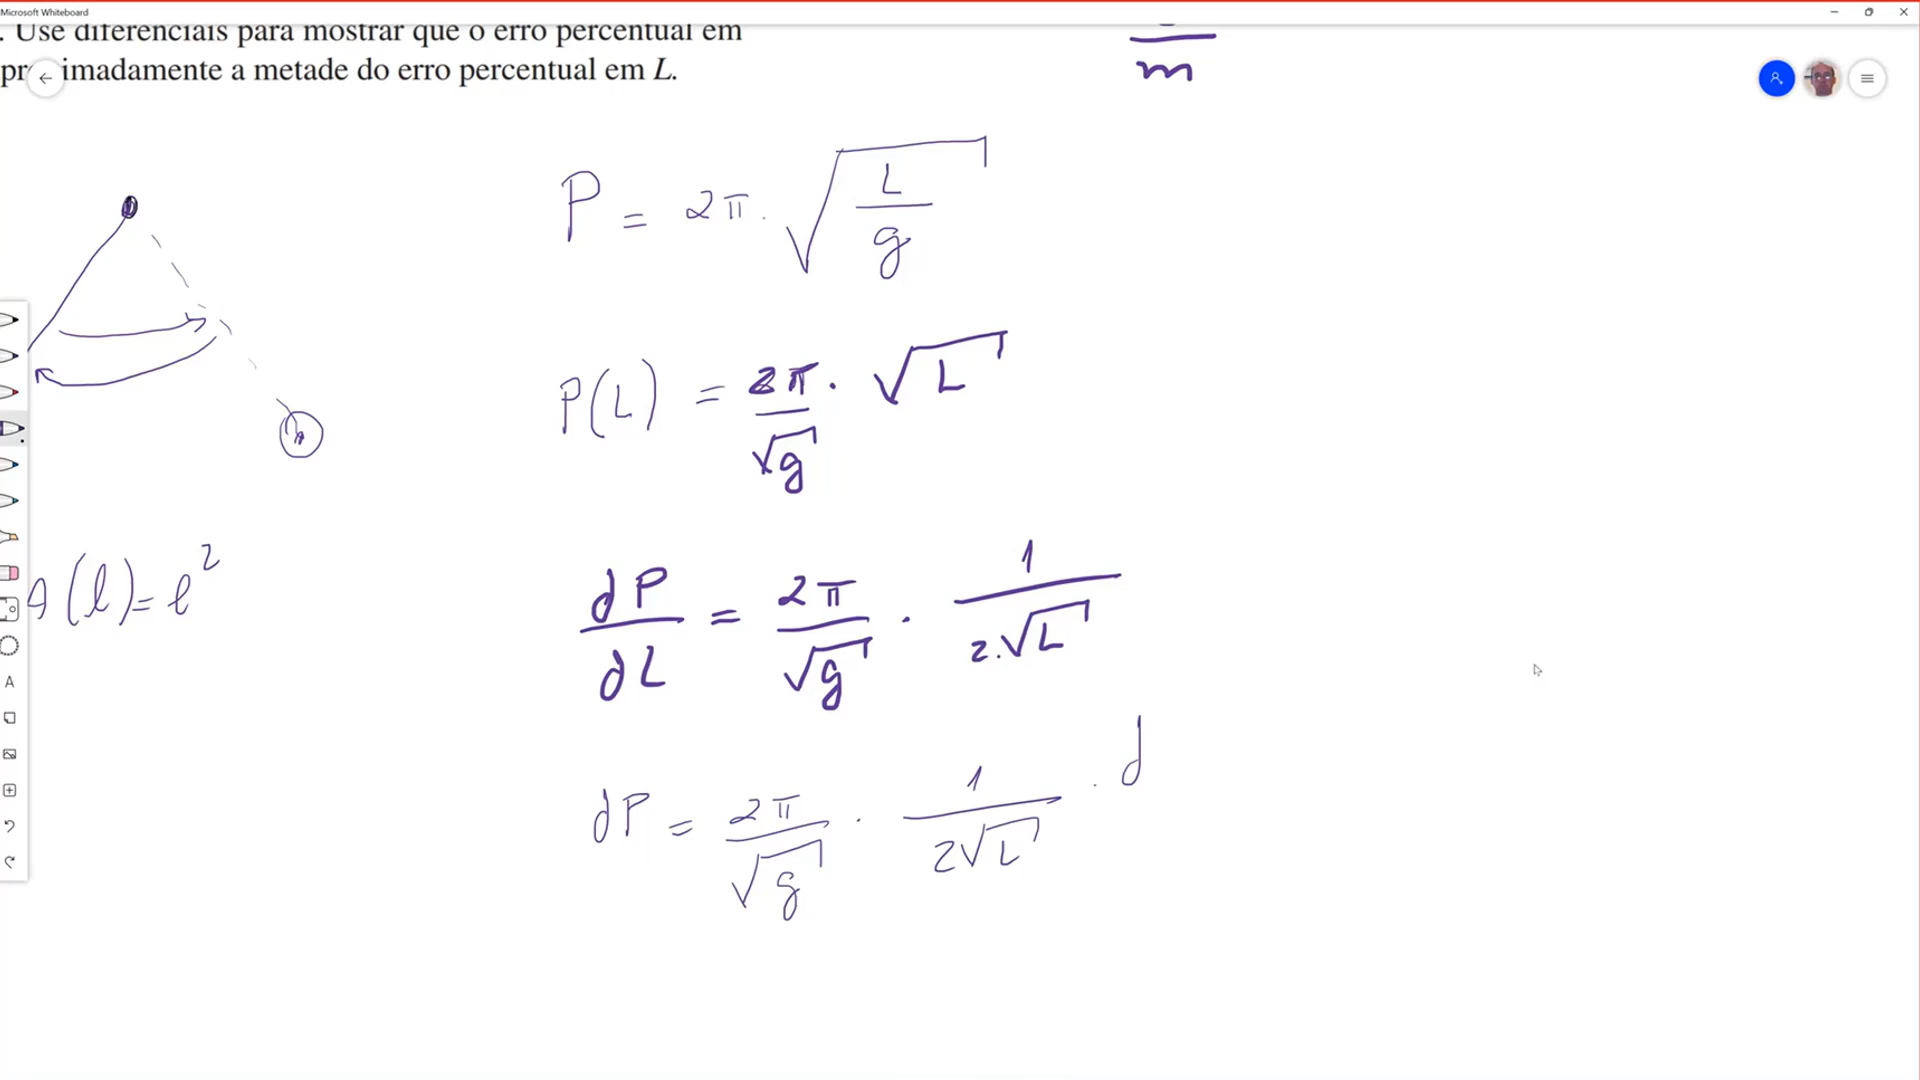 Microsoft Whiteboard
. Use diferenciais para mostrar que o erro percentual em
imadamente a metade do erro percentual em L.
m
P = 2π . √(L/g)
P(L) = 2π/√g . √L
A(l) = l²
dP/dL = 2π/√g . 1/(2.√L)
dP = 2π/√g . 1/(2√L) . d